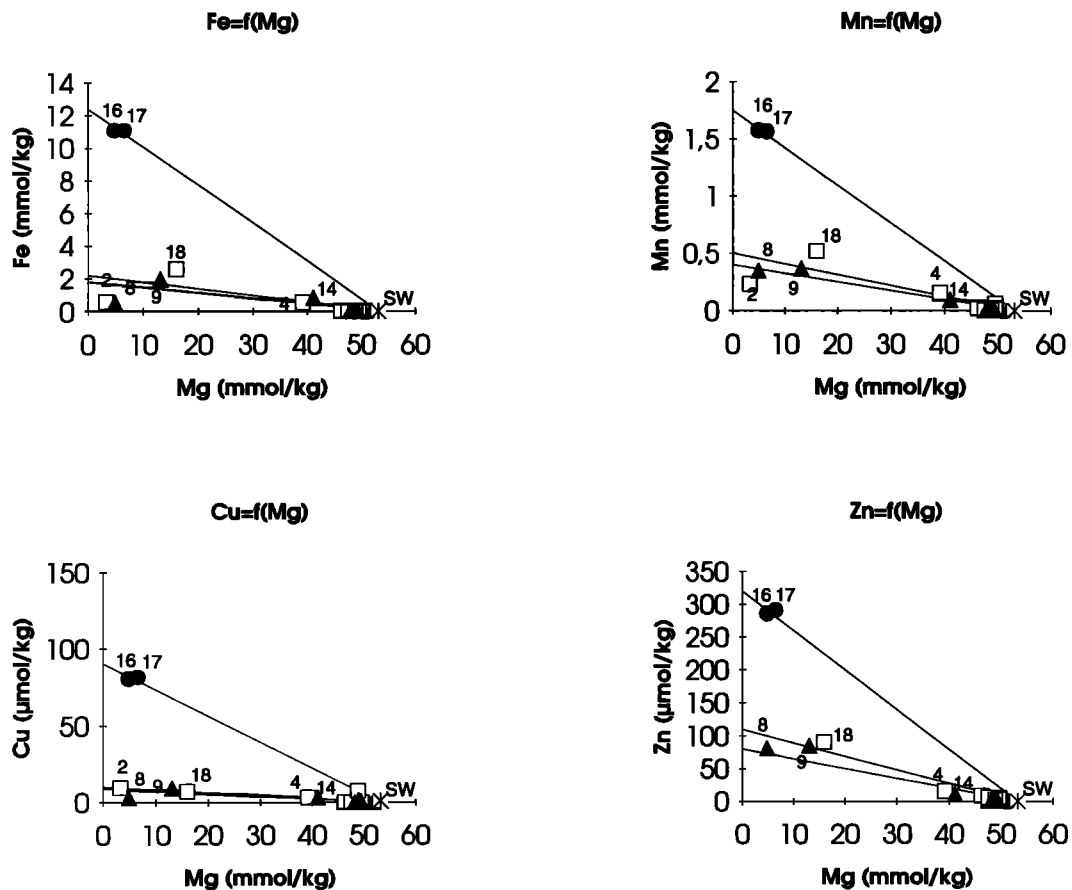 Fe=f(Mg)
14
12
10
8
6
4
2
0
Fe (mmol/kg)
16 17
18
2
8
9
4
14
SW
0 10 20 30 40 50 60
Mg (mmol/kg)
Mn=f(Mg)
2
1,5
1
0,5
0
Mn (mmol/kg)
16
17
18
8
2
9
4
14
SW
0 10 20 30 40 50 60
Mg (mmol/kg)
Cu=f(Mg)
150
100
50
0
Cu (μmol/kg)
16 17
2
8
9
18
4
14
SW
0 10 20 30 40 50 60
Mg (mmol/kg)
Zn=f(Mg)
350
300
250
200
150
100
50
0
Zn (μmol/kg)
16 17
8
18
9
4
14
SW
0 10 20 30 40 50 60
Mg (mmol/kg)